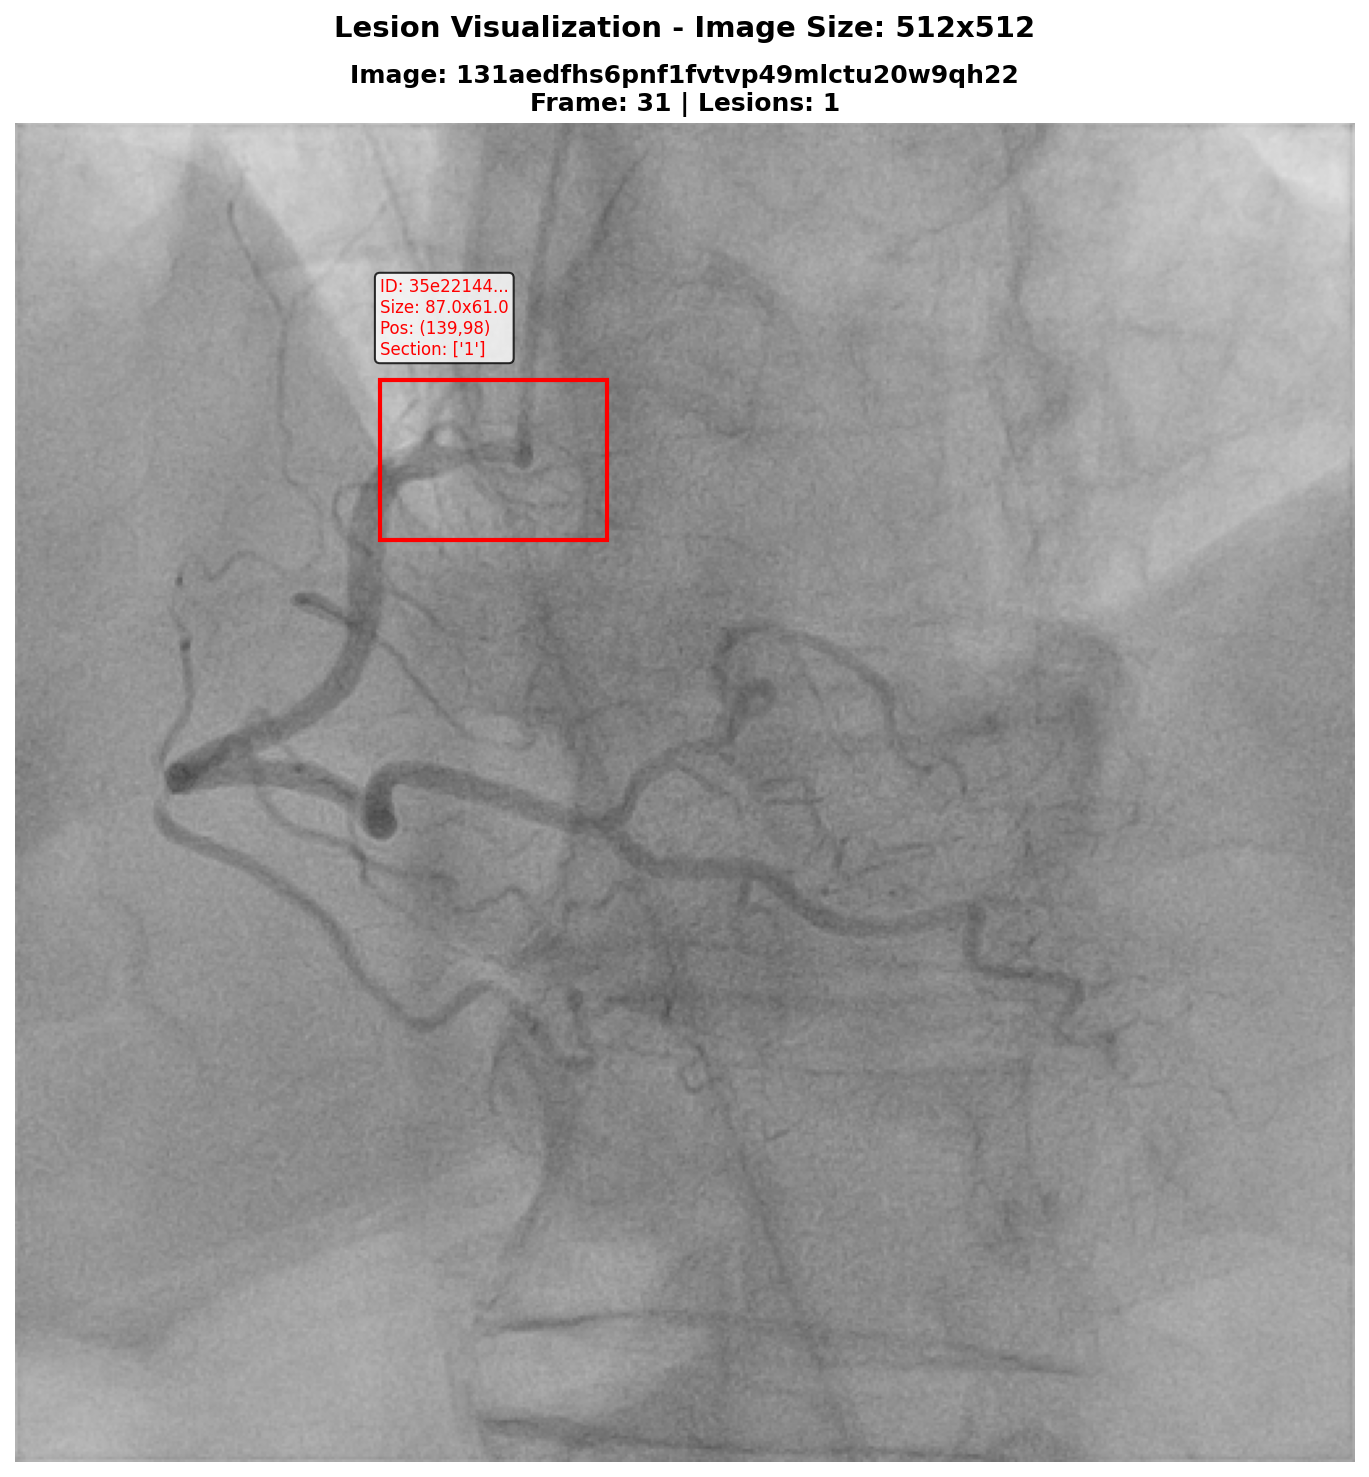 Lesion Visualization - Image Size: 512x512
Image: 131aedfhs6pnf1fvtvp49mlctu20w9qh22
Frame: 31 | Lesions: 1
ID: 35e22144...
Size: 87.0x61.0
Pos: (139,98)
Section: ['1']